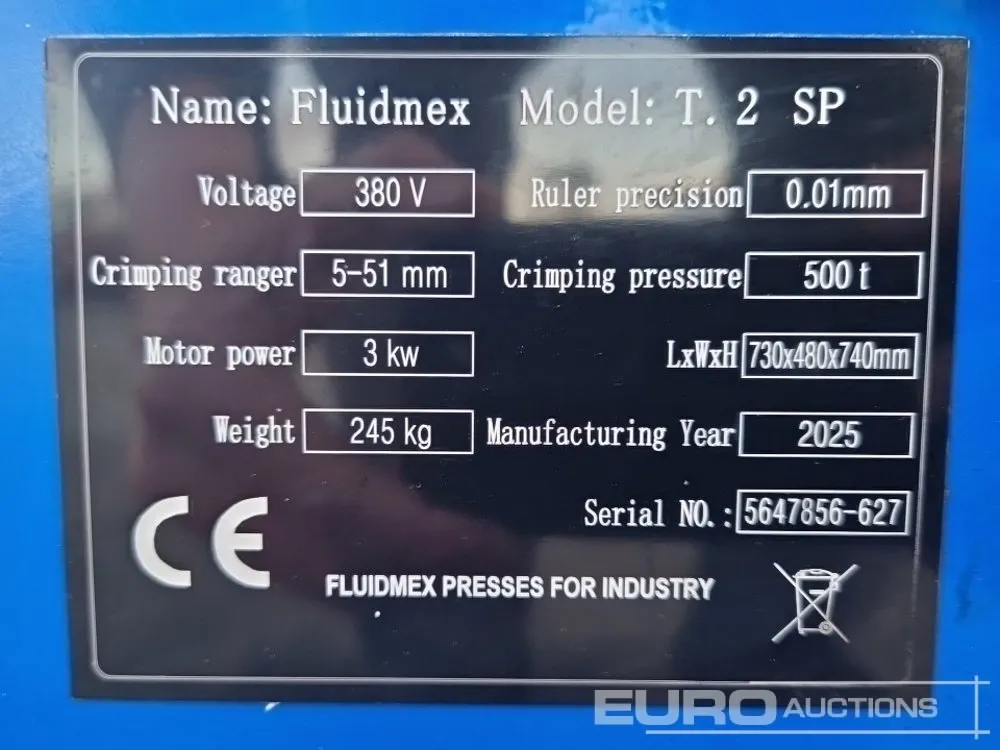 Name: Fluidmex Model: T. 2 SP
Voltage 380 V Ruler precision 0.01mm
Crimping ranger 5-51 mm Crimping pressure 500 t
Motor power 3 kw LxWxH 730x480x740mm
Weight 245 kg Manufacturing Year 2025
Serial NO.: 5647856-627
CE
FLUIDMEX PRESSES FOR INDUSTRY
EURO AUCTIONS